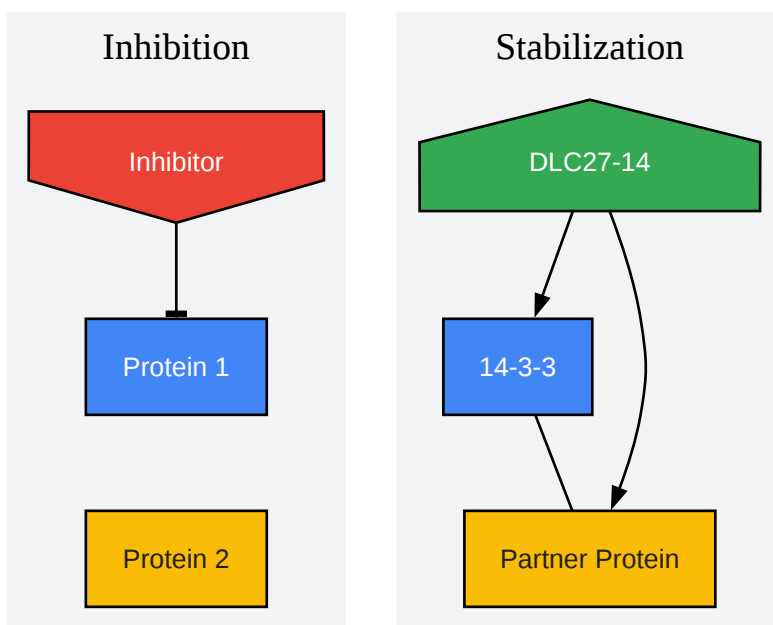 Inhibition
Inhibitor
Protein 1
Protein 2
Stabilization
DLC27-14
14-3-3
Partner Protein